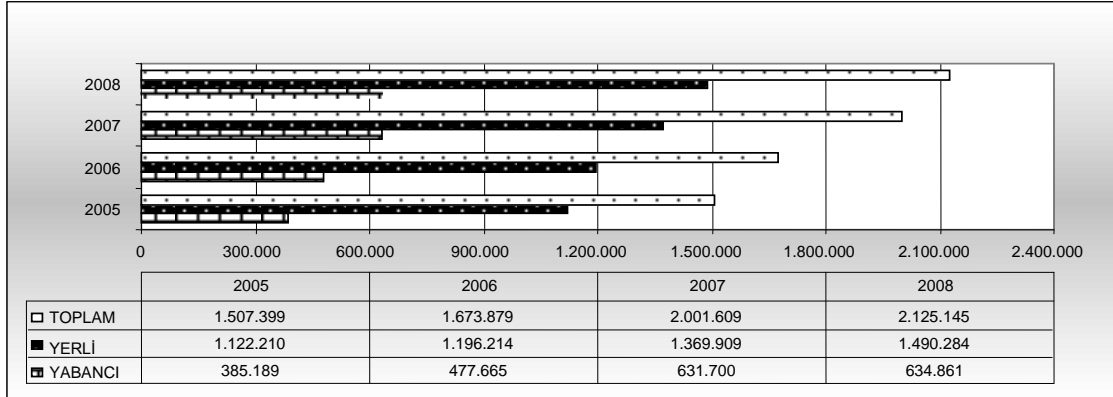 2008
2007
2006
2005
0 300.000 600.000 900.000 1.200.000 1.500.000 1.800.000 2.100.000 2.400.000
2005 2006 2007 2008
TOPLAM 1.507.399 1.673.879 2.001.609 2.125.145
YERLİ 1.122.210 1.196.214 1.369.909 1.490.284
YABANCI 385.189 477.665 631.700 634.861